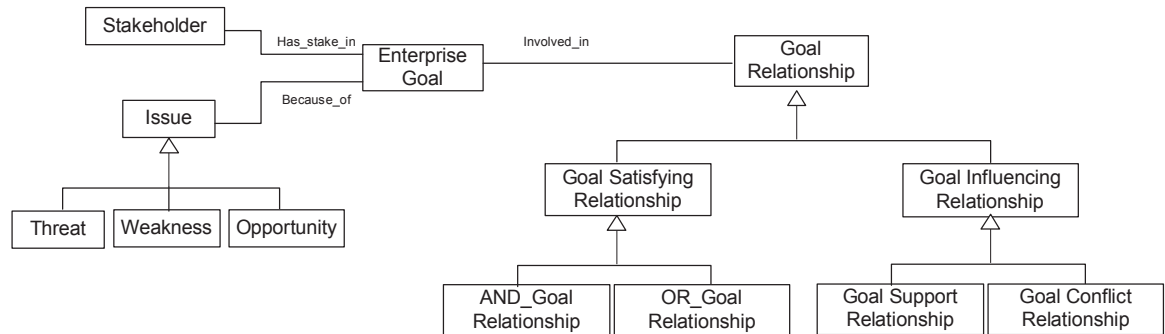 Stakeholder
Has_stake_in
Enterprise
Goal
Involved_in
Goal
Relationship
Because_of
Issue
Goal Satisfying
Relationship
Goal Influencing
Relationship
Threat
Weakness
Opportunity
AND_Goal
Relationship
OR_Goal
Relationship
Goal Support
Relationship
Goal Conflict
Relationship